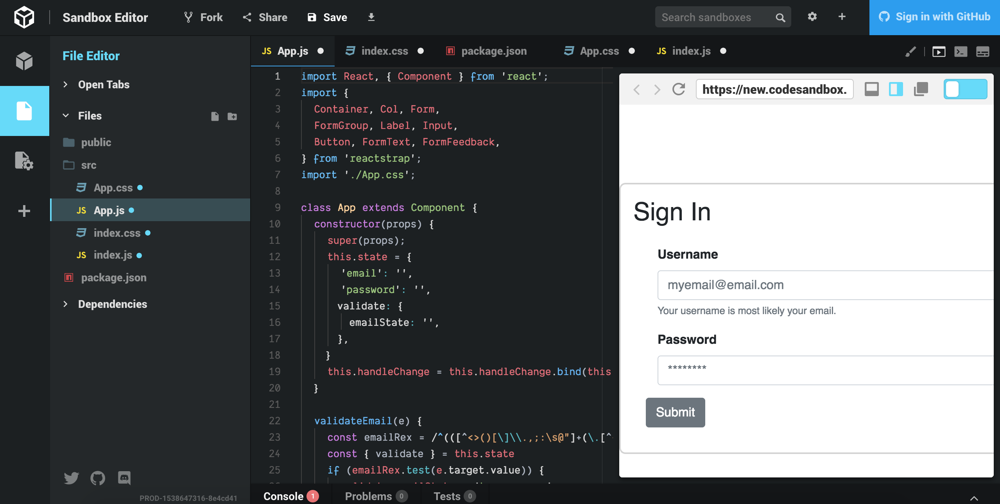 Sandbox Editor Fork Share Save Search sandboxes Sign in with GitHub
File Editor
Open Tabs
Files
public
src
App.css
JS App.js
index.css
JS index.js
package.json
Dependencies
PROD-1538647316-8e4cd41
JS App.js index.css package.json App.css JS index.js
1 import React, { Component } from 'react';
2 import {
3 Container, Col, Form,
4 FormGroup, Label, Input,
5 Button, FormText, FormFeedback,
6 } from 'reactstrap';
7 import './App.css';
8
9 class App extends Component {
10 constructor(props) {
11 super(props);
12 this.state = {
13 'email': '',
14 'password': '',
15 validate: {
16 emailState: '',
17 },
18 }
19 this.handleChange = this.handleChange.bind(this
20 }
21
22 validateEmail(e) {
23 const emailRex = /^(([^<>()[\]\\.,;:\s@"]+(\.[^
24 const { validate } = this.state
25 if (emailRex.test(e.target.value)) {
Console 1 Problems 0 Tests 0
https://new.codesandbox.
Sign In
Username
myemail@email.com
Your username is most likely your email.
Password
********
Submit